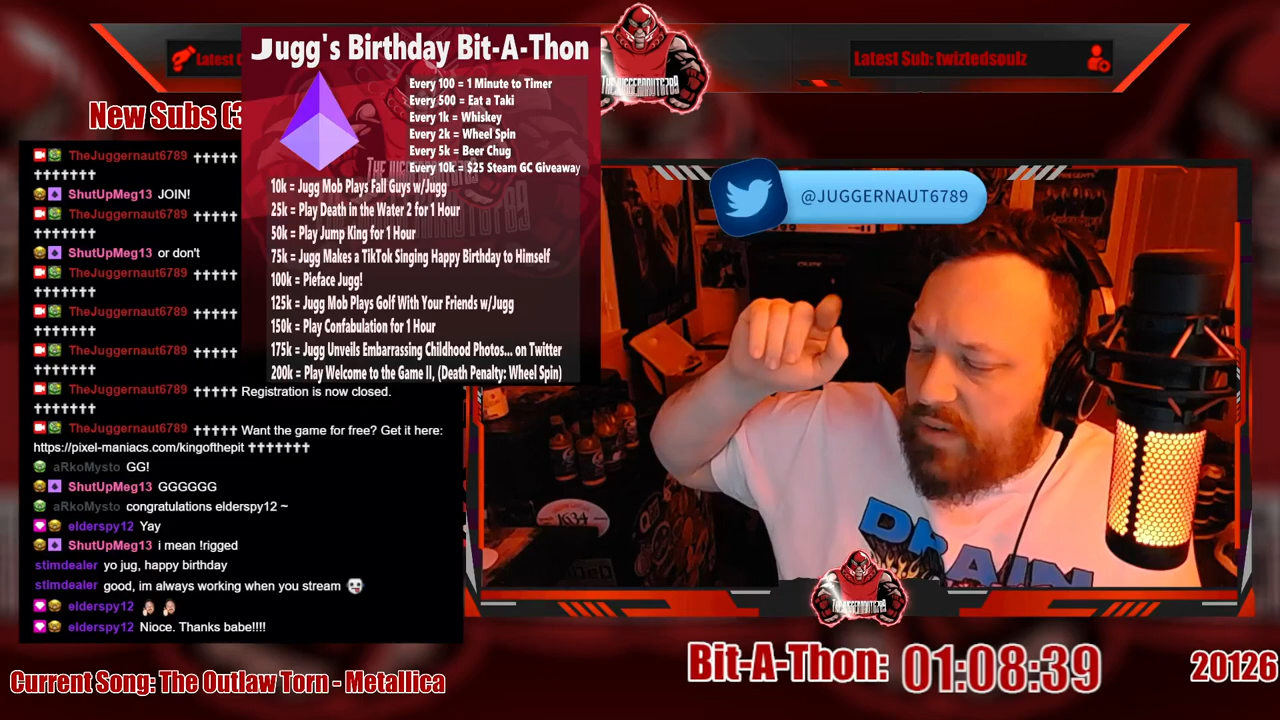 Jugg's Birthday Bit-A-Thon
Every 100 = 1 Minute to Timer
Every 500 = Eat a Taki
Every 1k = Whiskey
Every 2k = Wheel Spin
Every 5k = Beer Chug
Every 10k = $25 Steam GC Giveaway
10k = Jugg Mob Plays Fall Guys w/Jugg
25k = Play Death in the Water 2 for 1 Hour
50k = Play Jump King for 1 Hour
75k = Jugg Makes a TikTok Singing Happy Birthday to Himself
100k = Pieface Jugg!
125k = Jugg Mob Plays Golf With Your Friends w/Jugg
150k = Play Confabulation for 1 Hour
175k = Jugg Unveils Embarrassing Childhood Photos... on Twitter
200k = Play Welcome to the Game II, (Death Penalty: Wheel Spin)
Latest
THEJUGGERNAUT6789
Latest Sub: twiztedsoulz
New Subs (3
TheJuggernaut6789 †††††
†††††††
ShutUpMeg13 JOIN!
TheJuggernaut6789 †††††
†††††††
ShutUpMeg13 or don't
TheJuggernaut6789 †††††
†††††††
TheJuggernaut6789 †††††
†††††††
TheJuggernaut6789 †††††
†††††††
TheJuggernaut6789 ††††† Registration is now closed.
†††††††
TheJuggernaut6789 ††††† Want the game for free? Get it here:
https://pixel-maniacs.com/kingofthepit †††††††
aRkoMysto GG!
ShutUpMeg13 GGGGGG
aRkoMysto congratulations elderspy12 ~
elderspy12 Yay
ShutUpMeg13 i mean !rigged
stimdealer yo jug, happy birthday
stimdealer good, im always working when you stream
elderspy12
elderspy12 Nioce. Thanks babe!!!!
@JUGGERNAUT6789
1634
DRAIN
THEJUGGERNAUT6789
Bit-A-Thon: 01:08:39
20126
Current Song: The Outlaw Torn - Metallica